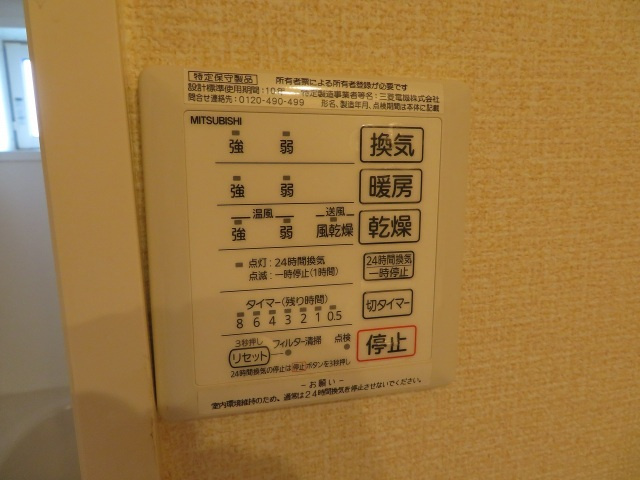 特定保守製品 所有者票による所有者登録が必要です
設計標準使用期間:10年 特定製造事業者等名:三菱電機株式会社
問合せ連絡先:0120-490-499 形名、製造年月、点検期間は本体に記載
MITSUBISHI
強 弱 換気
強 弱 暖房
温風 送風
強 弱 風乾燥 乾燥
点灯:24時間換気
点滅:一時停止(1時間)
24時間換気
一時停止
タイマー(残り時間)
8 6 4 3 2 1 0.5
切タイマー
3秒押し
リセット フィルター清掃 点検
停止
24時間換気の停止は停止ボタンを3秒押し
-お願い-
室内環境維持のため、通常は24時間換気を停止させないでください。